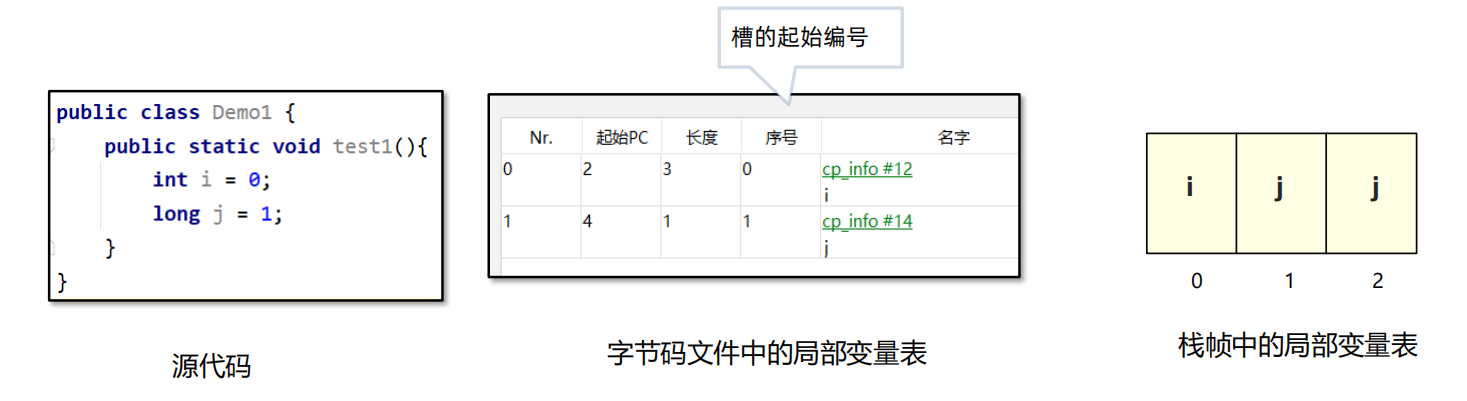 槽的起始编号
public class Demo1 {
public static void test1(){
int i = 0;
long j = 1;
}
}
源代码
Nr. 起始PC 长度 序号 名字
0 2 3 0 cp_info #12
i
1 4 1 1 cp_info #14
j
字节码文件中的局部变量表
i j j
0 1 2
栈帧中的局部变量表